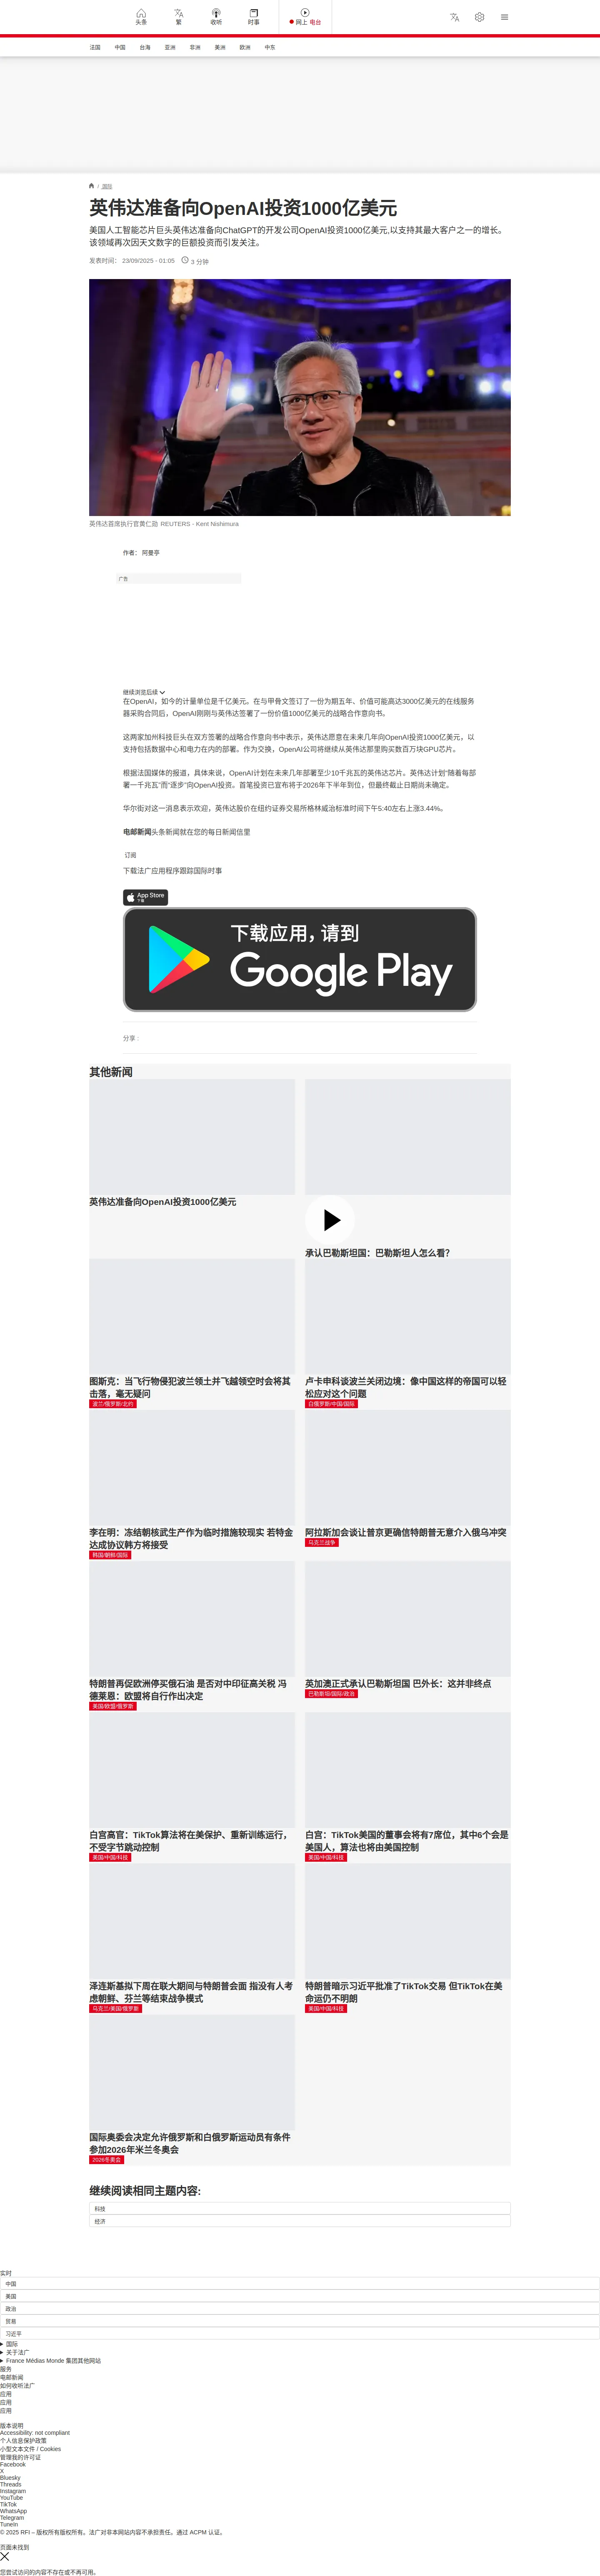 头条
繁
收听
时事
网上 电台
法国
中国
台海
亚洲
非洲
美洲
欧洲
中东
/ 国际
英伟达准备向OpenAI投资1000亿美元
美国人工智能芯片巨头英伟达准备向ChatGPT的开发公司OpenAI投资1000亿美元,以支持其最大客户之一的增长。
该领域再次因天文数字的巨额投资而引发关注。
发表时间： 23/09/2025 - 01:05
3 分钟
英伟达首席执行官黄仁勋 REUTERS - Kent Nishimura
作者： 阿曼亭
广告
继续浏览后续
在OpenAI，如今的计量单位是千亿美元。在与甲骨文签订了一份为期五年、价值可能高达3000亿美元的在线服务
器采购合同后，OpenAI刚刚与英伟达签署了一份价值1000亿美元的战略合作意向书。
这两家加州科技巨头在双方签署的战略合作意向书中表示，英伟达愿意在未来几年向OpenAI投资1000亿美元，以
支持包括数据中心和电力在内的部署。作为交换，OpenAI公司将继续从英伟达那里购买数百万块GPU芯片。
根据法国媒体的报道，具体来说，OpenAI计划在未来几年部署至少10千兆瓦的英伟达芯片。英伟达计划“随着每部
署一千兆瓦”而“逐步”向OpenAI投资。首笔投资已宣布将于2026年下半年到位，但最终截止日期尚未确定。
华尔街对这一消息表示欢迎，英伟达股价在纽约证券交易所格林威治标准时间下午5:40左右上涨3.44%。
电邮新闻头条新闻就在您的每日新闻信里
订阅
下载法广应用程序跟踪国际时事
App Store
下载
下载应用，请到
Google Play
分享 :
其他新闻
英伟达准备向OpenAI投资1000亿美元
承认巴勒斯坦国：巴勒斯坦人怎么看？
图斯克：当飞行物侵犯波兰领土并飞越领空时会将其
击落，毫无疑问
波兰/俄罗斯/北约
卢卡申科谈波兰关闭边境：像中国这样的帝国可以轻
松应对这个问题
白俄罗斯/中国/国际
李在明：冻结朝核武生产作为临时措施较现实 若特金
达成协议韩方将接受
韩国/朝鲜/国际
阿拉斯加会谈让普京更确信特朗普无意介入俄乌冲突
乌克兰战争
特朗普再促欧洲停买俄石油 是否对中印征高关税 冯
德莱恩：欧盟将自行作出决定
美国/欧盟/俄罗斯
英加澳正式承认巴勒斯坦国 巴外长：这并非终点
巴勒斯坦/国际/政治
白宫高官：TikTok算法将在美保护、重新训练运行，
不受字节跳动控制
美国/中国/科技
白宫：TikTok美国的董事会将有7席位，其中6个会是
美国人，算法也将由美国控制
美国/中国/科技
泽连斯基拟下周在联大期间与特朗普会面 指没有人考
虑朝鲜、芬兰等结束战争模式
乌克兰/美国/俄罗斯
特朗普暗示习近平批准了TikTok交易 但TikTok在美
命运仍不明朗
美国/中国/科技
国际奥委会决定允许俄罗斯和白俄罗斯运动员有条件
参加2026年米兰冬奥会
2026冬奥会
继续阅读相同主题内容:
科技
经济
实时
中国
美国
政治
贸易
习近平
国际
关于法广
France Médias Monde 集团其他网站
服务
电邮新闻
如何收听法广
应用
应用
应用
版本说明
Accessibility: not compliant
个人信息保护政策
小型文本文件 / Cookies
管理我的许可证
Facebook
X
Bluesky
Threads
Instagram
YouTube
TikTok
WhatsApp
Telegram
TuneIn
© 2025 RFI – 版权所有版权所有。法广对非本网站内容不承担责任。通过 ACPM 认证。
页面未找到
您尝试访问的内容不存在或不再可用。